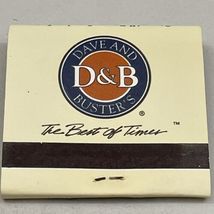 DAVE AND
D&B
BUSTER'S
®
The Best of Times ™